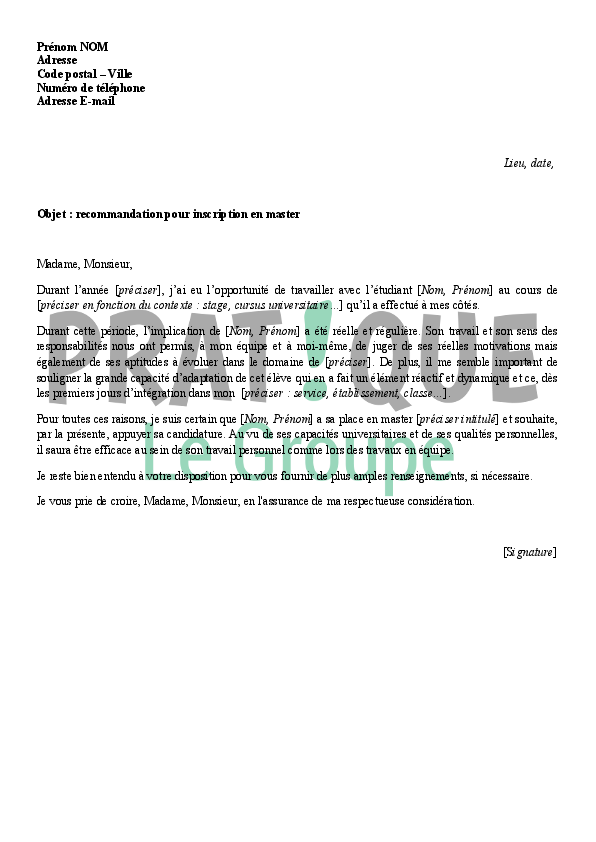 Prénom NOM
Adresse
Code postal – Ville
Numéro de téléphone
Adresse E-mail
Lieu, date,
Objet : recommandation pour inscription en master
Madame, Monsieur,
Durant l’année [préciser], j’ai eu l’opportunité de travailler avec l’étudiant [Nom, Prénom] au cours de
[préciser en fonction du contexte : stage, cursus universitaire…] qu’il a effectué à mes côtés.
Durant cette période, l’implication de [Nom, Prénom] a été réelle et régulière. Son travail et son sens des
responsabilités nous ont permis, à mon équipe et à moi-même, de juger de ses réelles motivations mais
également de ses aptitudes à évoluer dans le domaine de [préciser]. De plus, il me semble important de
souligner la grande capacité d’adaptation de cet élève qui en a fait un élément réactif et dynamique et ce, dès
les premiers jours d’intégration dans mon [préciser : service, établissement, classe…].
Pour toutes ces raisons, je suis certain que [Nom, Prénom] a sa place en master [préciser intitulé] et souhaite,
par la présente, appuyer sa candidature. Au vu de ses capacités universitaires et de ses qualités personnelles,
il saura être efficace au sein de son travail personnel comme lors des travaux en équipe.
Je reste bien entendu à votre disposition pour vous fournir de plus amples renseignements, si nécessaire.
Je vous prie de croire, Madame, Monsieur, en l'assurance de ma respectueuse considération.
[Signature]
PRAT!QUE
Le Groupe